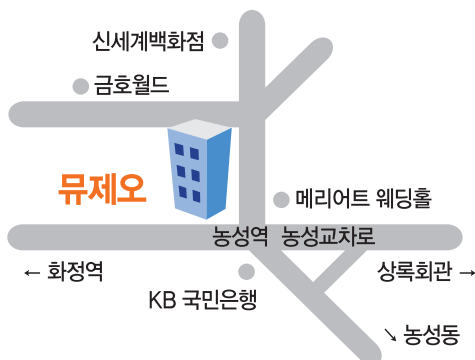 신세계백화점
금호월드
뮤제오
메리어트 웨딩홀
농성역 농성교차로
← 화정역
상록회관 →
KB 국민은행
↘ 농성동